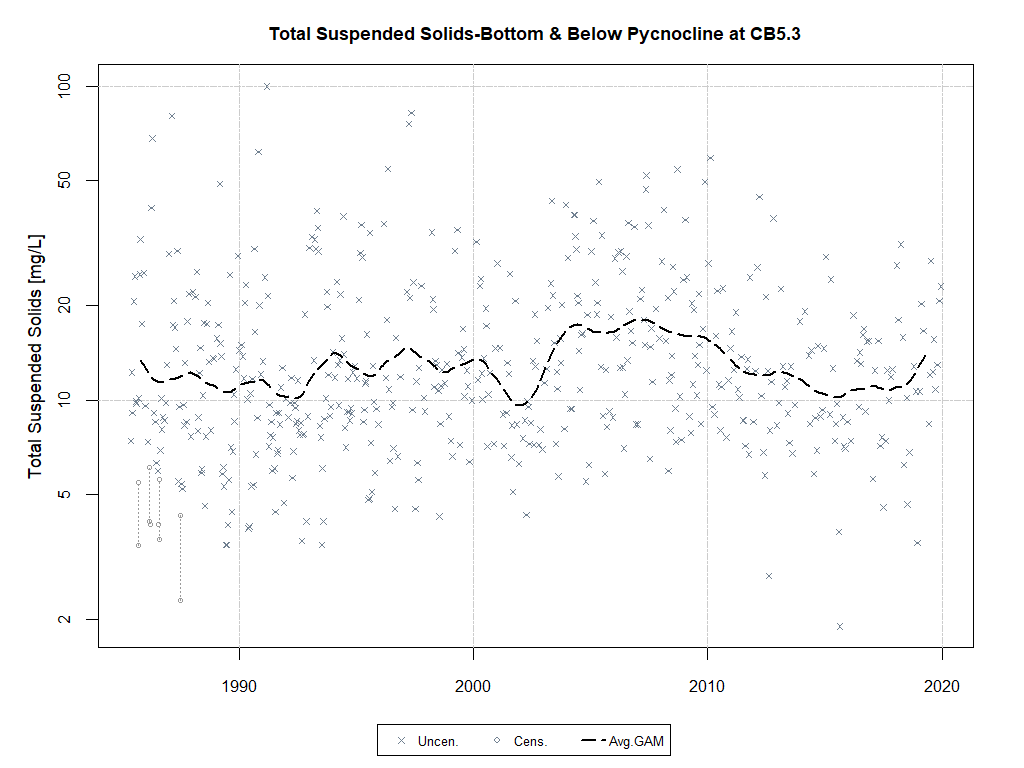 Total Suspended Solids-Bottom & Below Pycnocline at CB5.3
Total Suspended Solids [mg/L]
100
50
20
10
5
2
1990 2000 2010 2020
Uncen. Cens. Avg.GAM